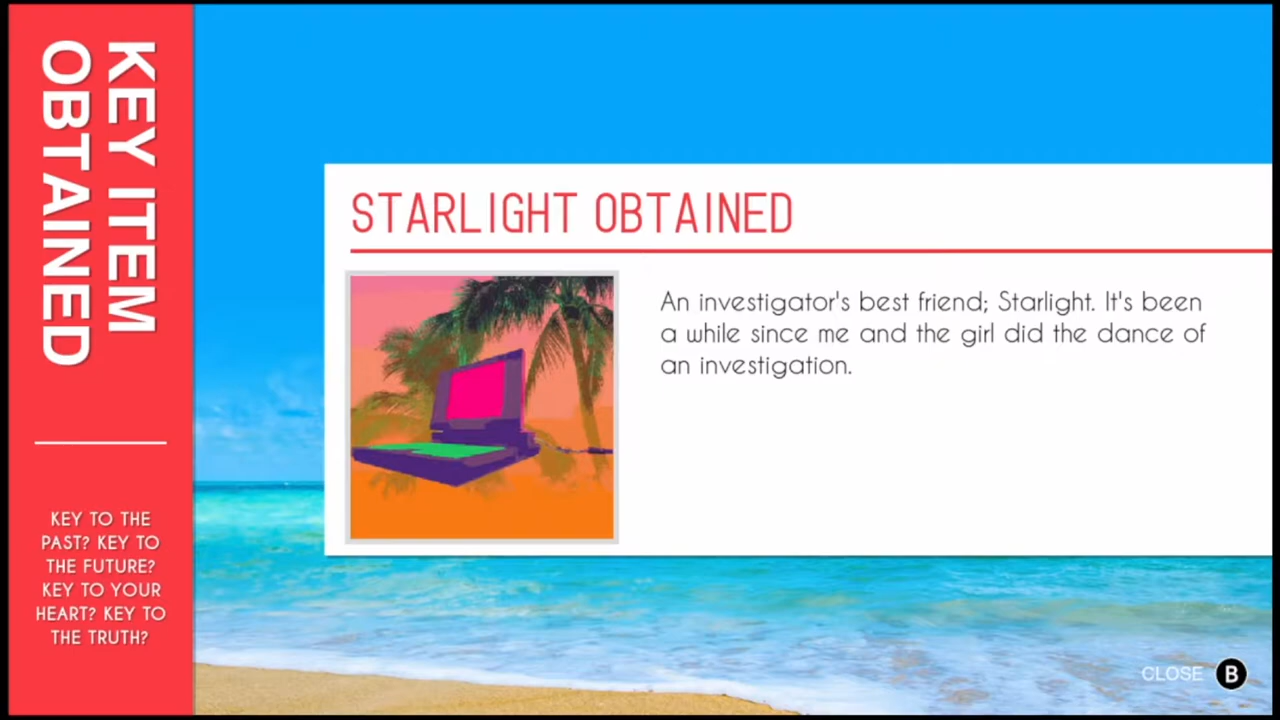 KEY ITEM
OBTAINED
KEY TO THE
PAST? KEY TO
THE FUTURE?
KEY TO YOUR
HEART? KEY TO
THE TRUTH?
STARLIGHT OBTAINED
An investigator's best friend; Starlight. It's been
a while since me and the girl did the dance of
an investigation.
CLOSE B